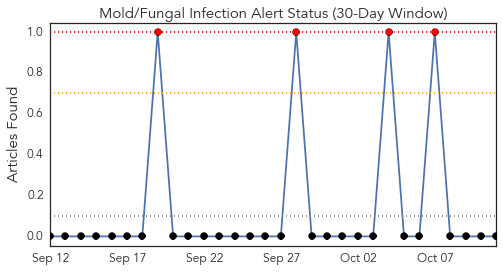 Mold/Fungal Infection Alert Status (30-Day Window)
Articles Found
1.0
0.8
0.6
0.4
0.2
0.0
Sep 12 Sep 17 Sep 22 Sep 27 Oct 02 Oct 07